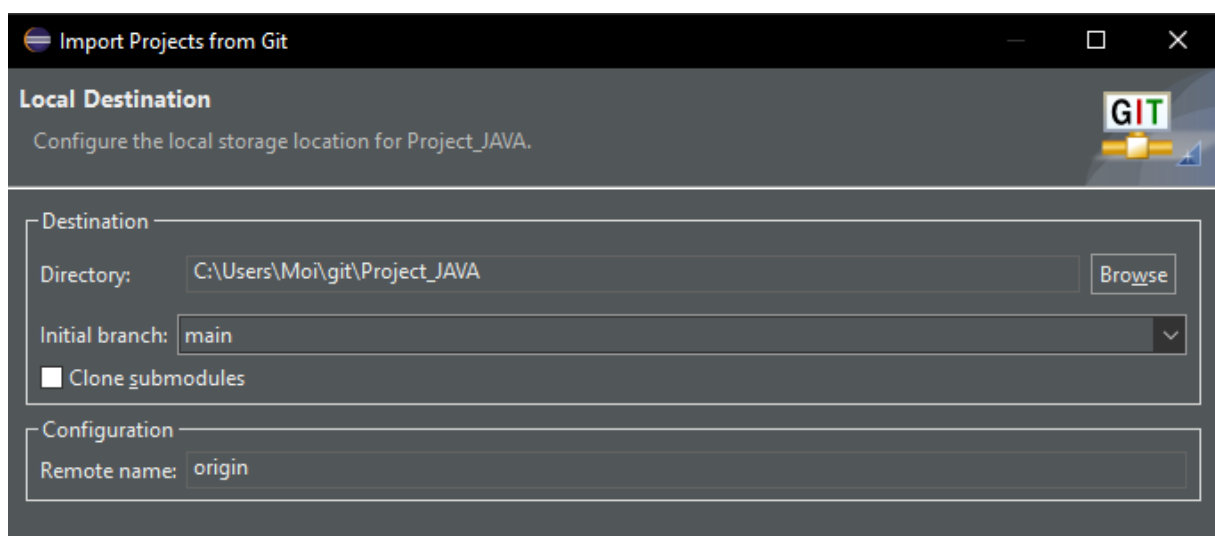 Import Projects from Git
Local Destination
Configure the local storage location for Project_JAVA.
GIT
Destination
Directory: C:\Users\Moi\git\Project_JAVA Browse
Initial branch: main
Clone submodules
Configuration
Remote name: origin